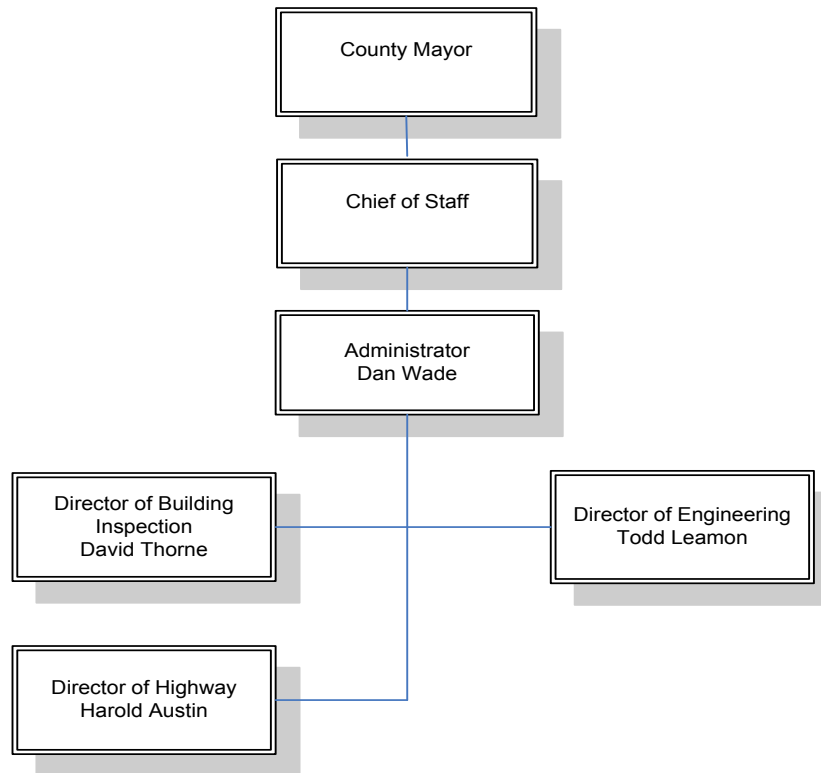 County Mayor
Chief of Staff
Administrator
Dan Wade
Director of Building
Inspection
David Thorne
Director of Engineering
Todd Leamon
Director of Highway
Harold Austin